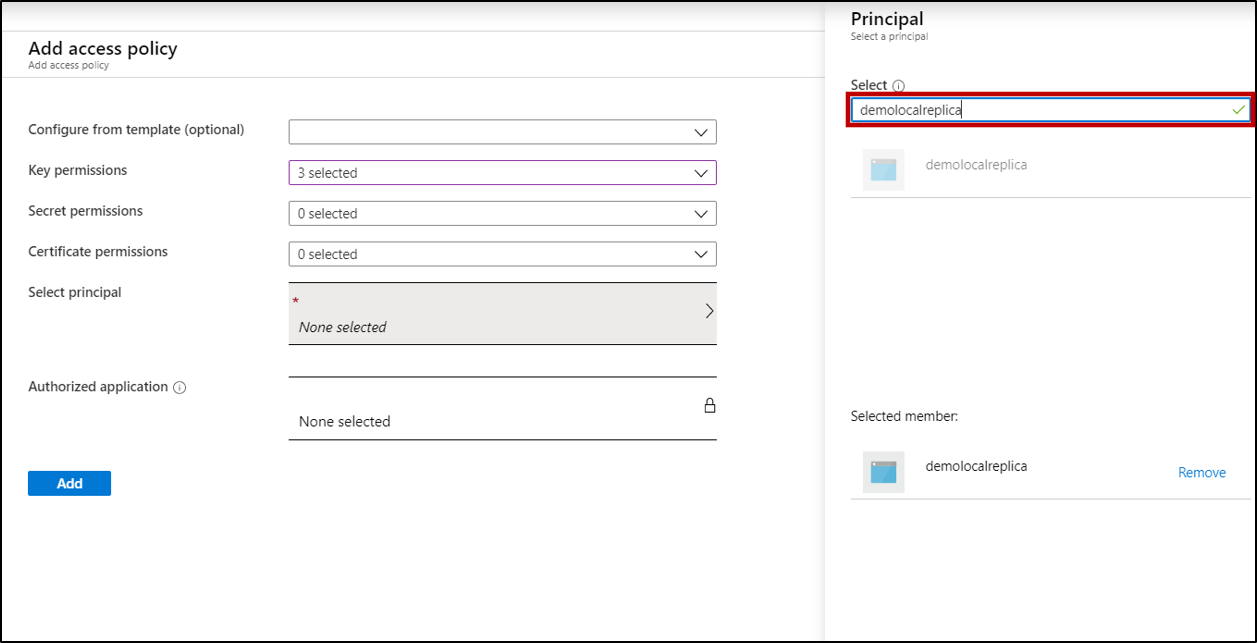 Add access policy
Add access policy
Configure from template (optional)
Key permissions
3 selected
Secret permissions
0 selected
Certificate permissions
0 selected
Select principal
*
None selected
Authorized application
None selected
Add
Principal
Select a principal
Select
demolocalreplica
demolocalreplica
Selected member:
demolocalreplica
Remove